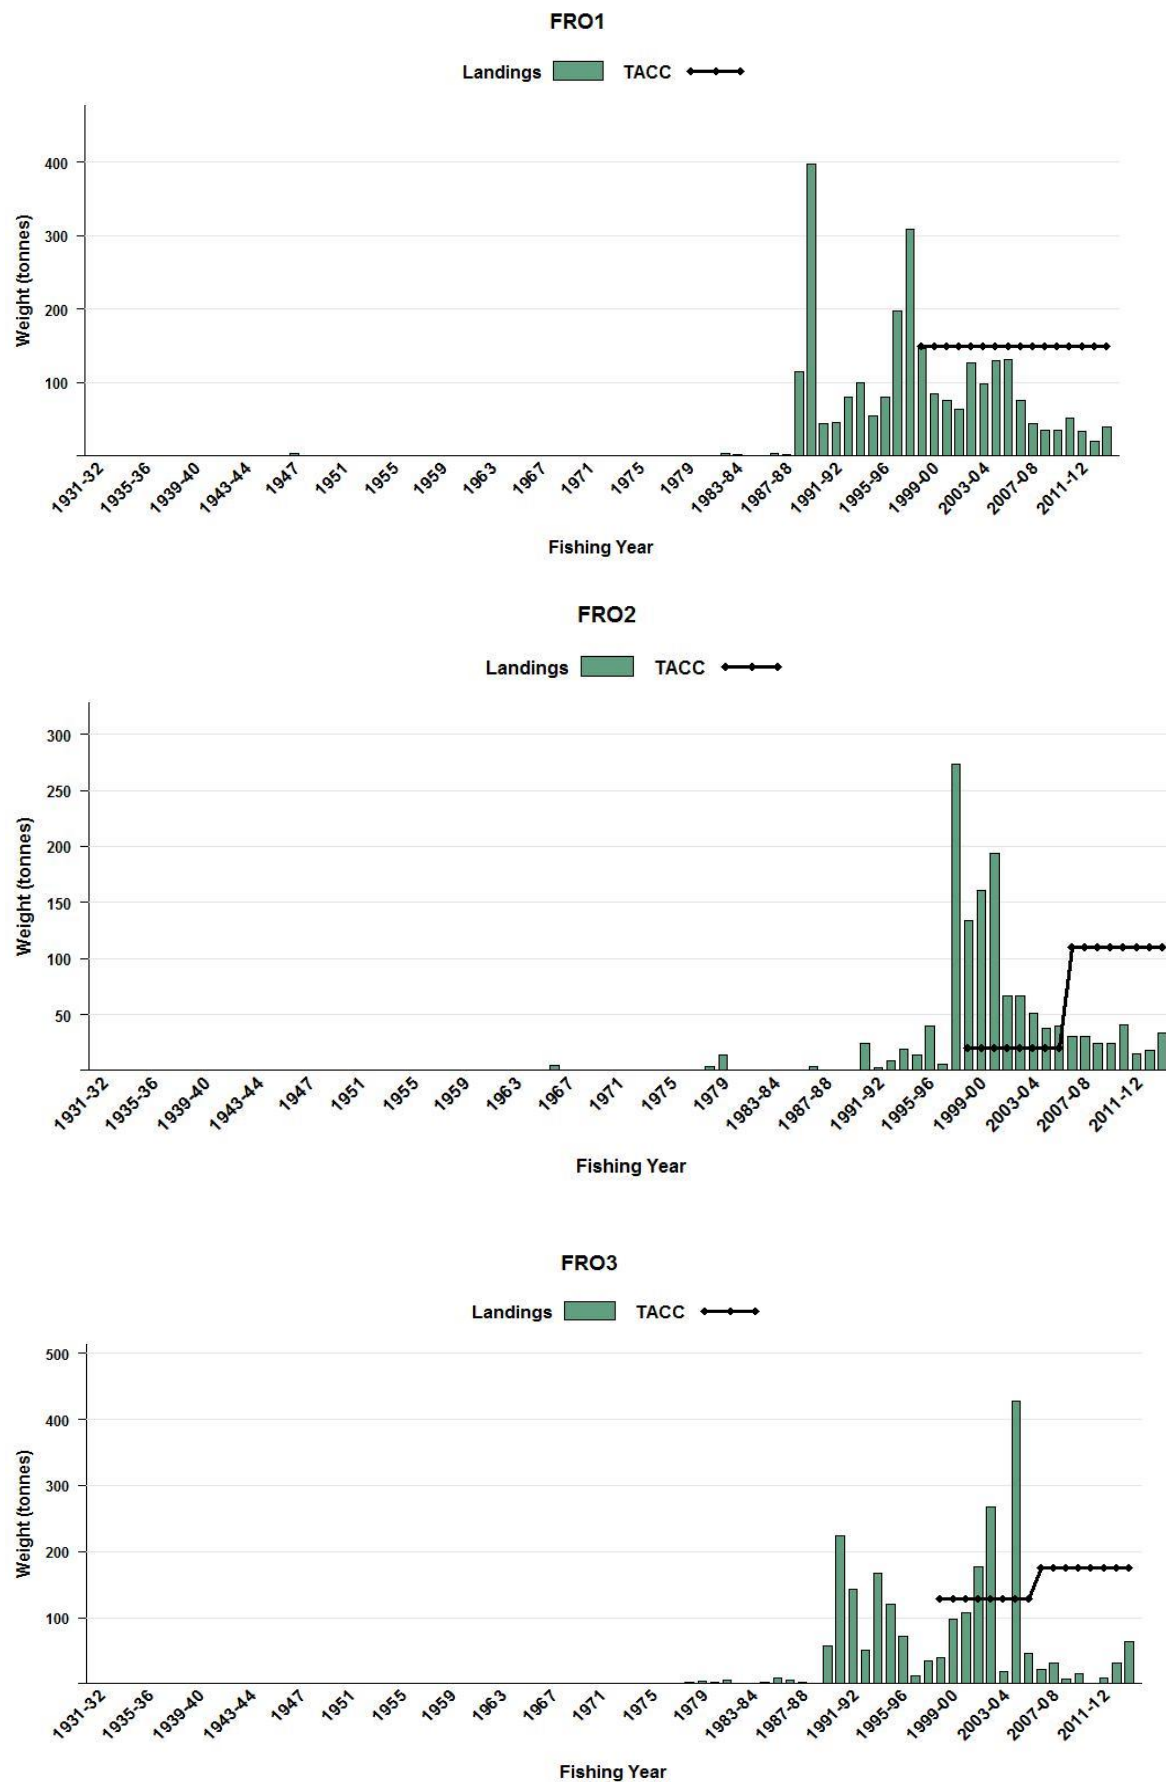 FRO1
Landings TACC
400
300
200
100
Weight (tonnes)
1931-32 1935-36 1939-40 1943-44 1947 1951 1955 1959 1963 1967 1971 1975 1979 1983-84 1987-88 1991-92 1995-96 1999-00 2003-04 2007-08 2011-12
Fishing Year
FRO2
Landings TACC
300
250
200
150
100
50
Weight (tonnes)
1931-32 1935-36 1939-40 1943-44 1947 1951 1955 1959 1963 1967 1971 1975 1979 1983-84 1987-88 1991-92 1995-96 1999-00 2003-04 2007-08 2011-12
Fishing Year
FRO3
Landings TACC
500
400
300
200
100
Weight (tonnes)
1931-32 1935-36 1939-40 1943-44 1947 1951 1955 1959 1963 1967 1971 1975 1979 1983-84 1987-88 1991-92 1995-96 1999-00 2003-04 2007-08 2011-12
Fishing Year